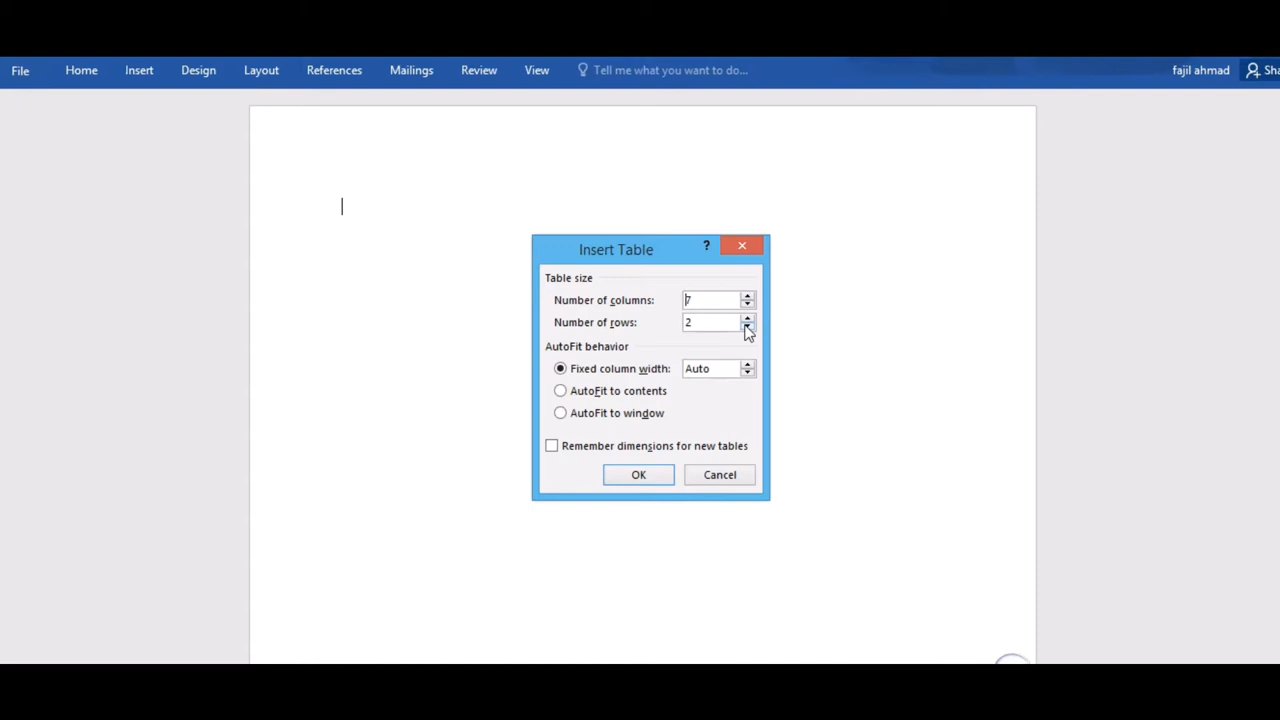 File Home Insert Design Layout References Mailings Review View Tell me what you want to do... fajil ahmad Sha
Insert Table ?
Table size
Number of columns: 7
Number of rows: 2
AutoFit behavior
Fixed column width: Auto
AutoFit to contents
AutoFit to window
Remember dimensions for new tables
OK Cancel